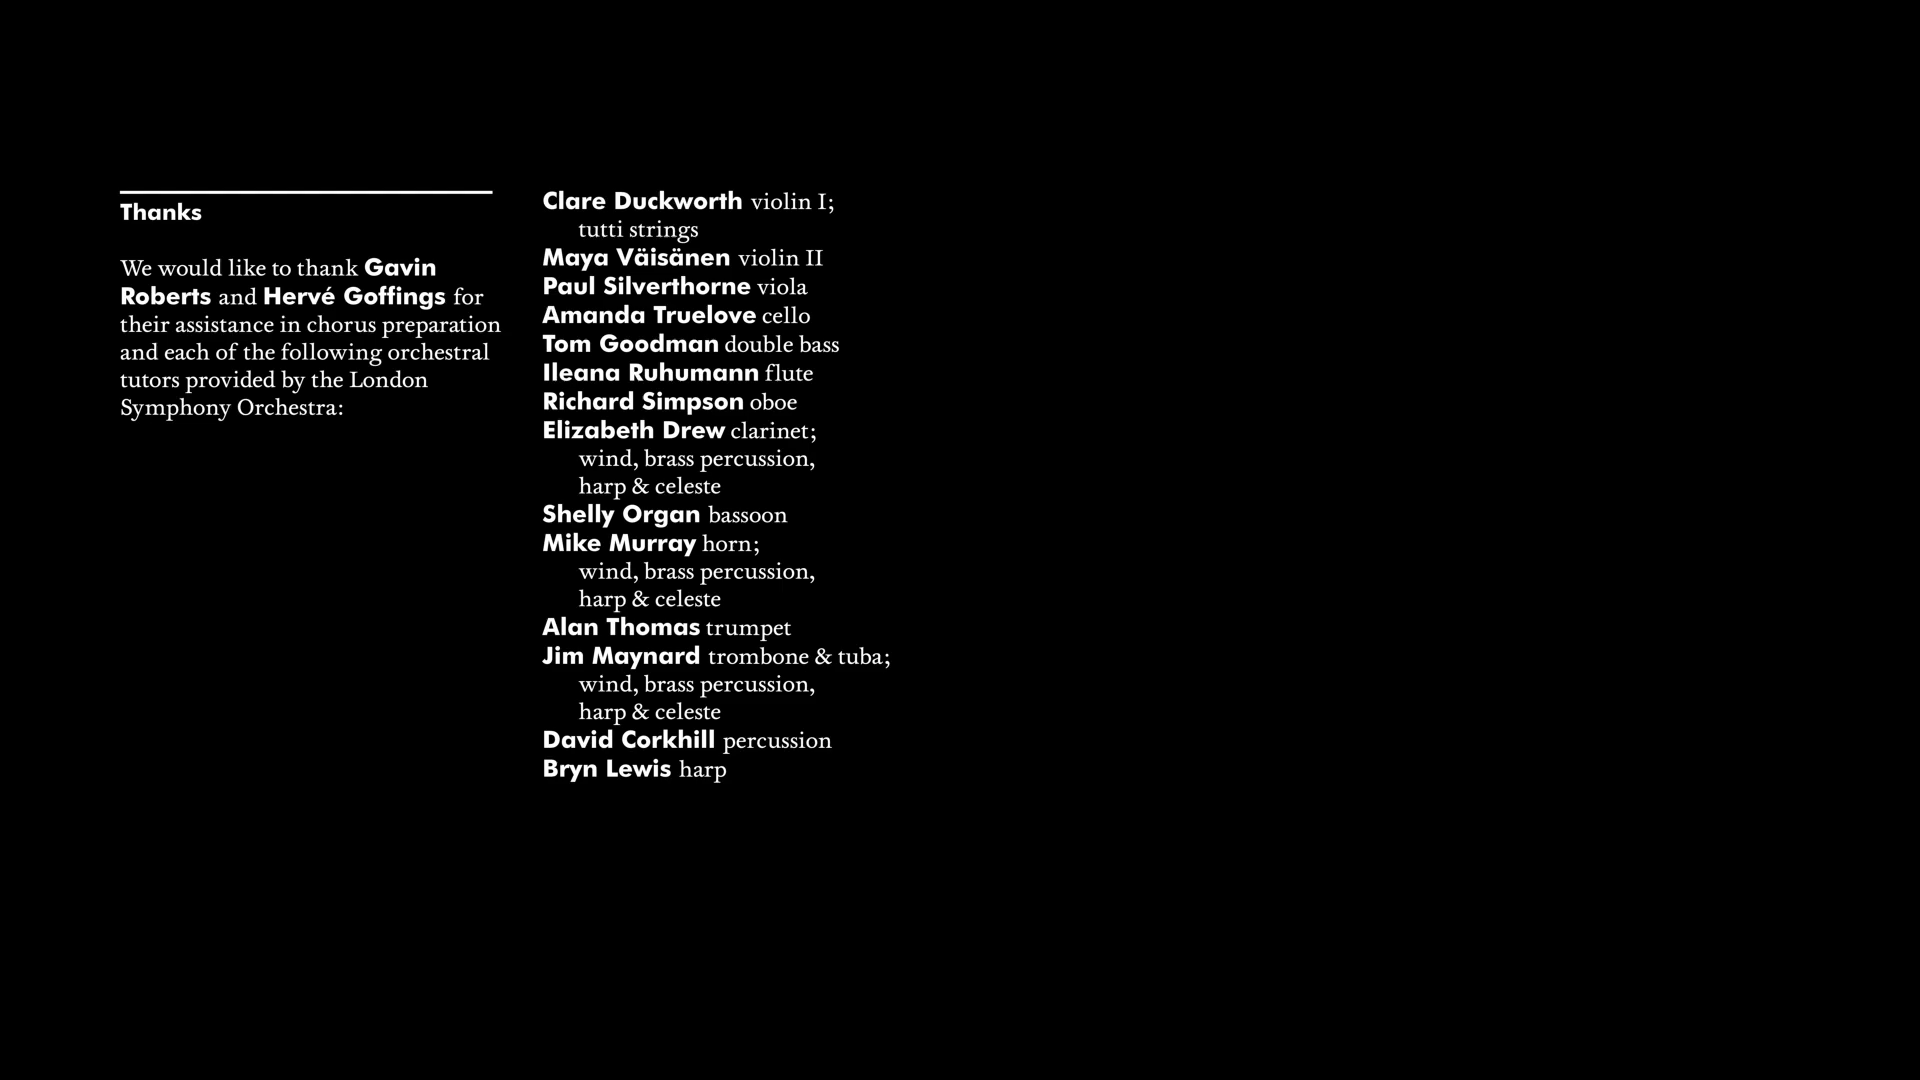 Thanks
We would like to thank Gavin
Roberts and Hervé Goffings for
their assistance in chorus preparation
and each of the following orchestral
tutors provided by the London
Symphony Orchestra:
Clare Duckworth violin I;
tutti strings
Maya Väisänen violin II
Paul Silverthorne viola
Amanda Truelove cello
Tom Goodman double bass
Ileana Ruhumann flute
Richard Simpson oboe
Elizabeth Drew clarinet;
wind, brass percussion,
harp & celeste
Shelly Organ bassoon
Mike Murray horn;
wind, brass percussion,
harp & celeste
Alan Thomas trumpet
Jim Maynard trombone & tuba;
wind, brass percussion,
harp & celeste
David Corkhill percussion
Bryn Lewis harp